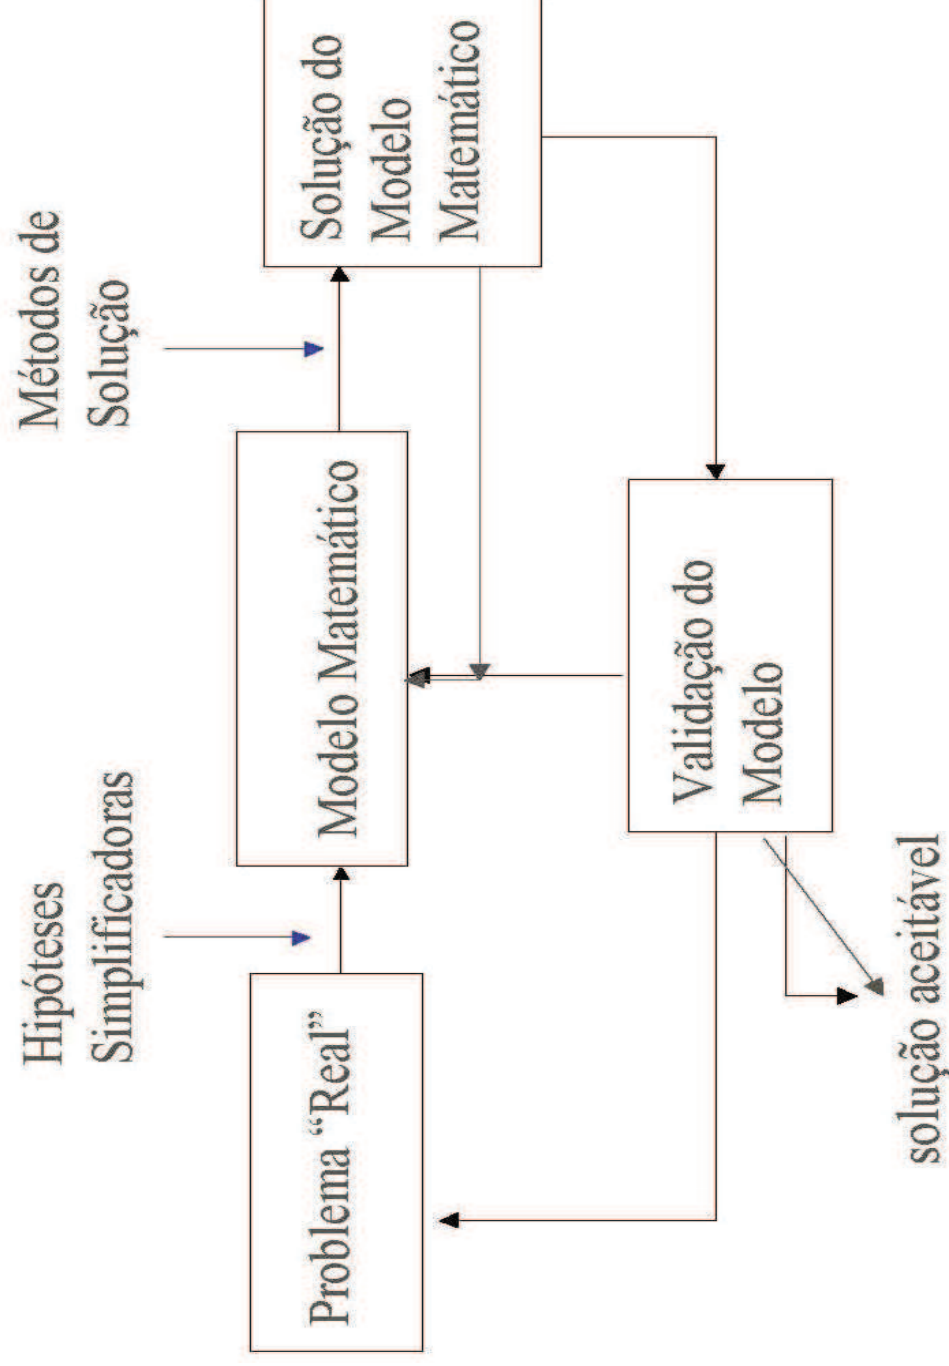 Hipóteses
Simplificadoras
Métodos de
Solução
Problema “Real”
Modelo Matemático
Solução do
Modelo
Matemático
Validação do
Modelo
solução aceitável